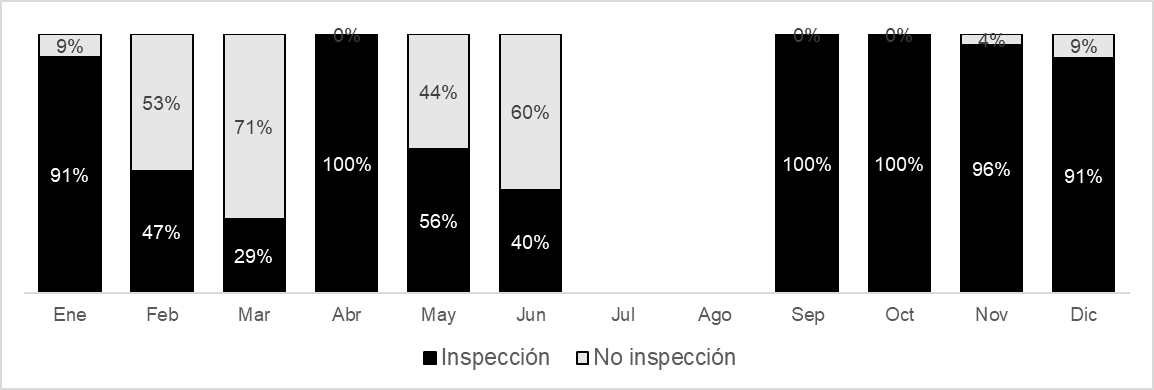 9% 53% 71% 0% 44% 60% 0% 0% 4% 9%
91% 47% 29% 100% 56% 40% 100% 100% 96% 91%
Ene Feb Mar Abr May Jun Jul Ago Sep Oct Nov Dic
Inspección No inspección